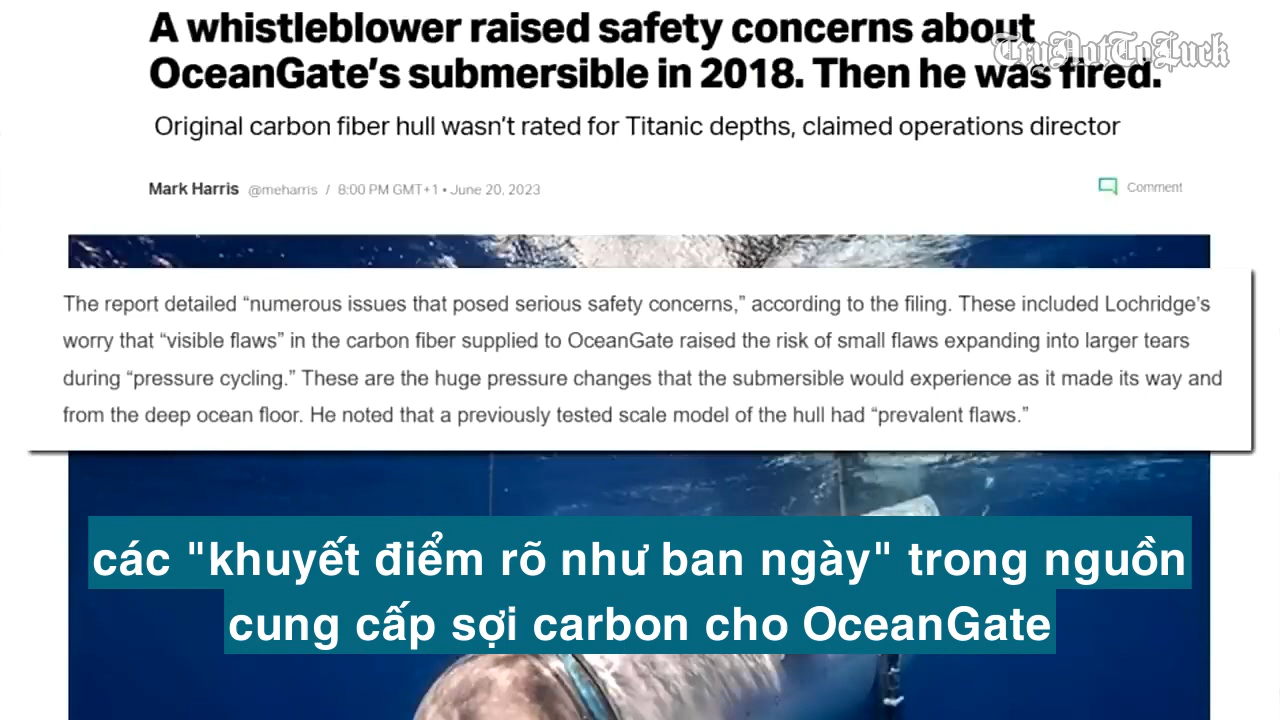 A whistleblower raised safety concerns about
OceanGate's submersible in 2018. Then he was fired.
TryNotToLuck
Original carbon fiber hull wasn't rated for Titanic depths, claimed operations director
Mark Harris @meharris / 8:00 PM GMT+1 • June 20, 2023
Comment
The report detailed “numerous issues that posed serious safety concerns,” according to the filing. These included Lochridge's
worry that “visible flaws” in the carbon fiber supplied to OceanGate raised the risk of small flaws expanding into larger tears
during “pressure cycling.” These are the huge pressure changes that the submersible would experience as it made its way and
from the deep ocean floor. He noted that a previously tested scale model of the hull had “prevalent flaws.”
các "khuyết điểm rõ như ban ngày" trong nguồn
cung cấp sợi carbon cho OceanGate